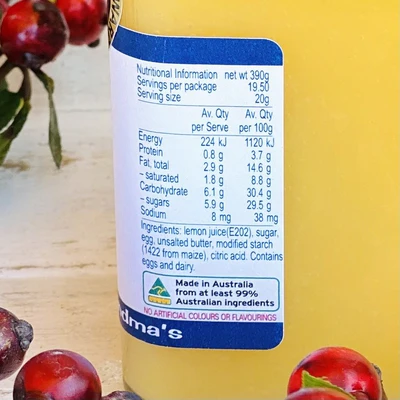 Nutritional Information net wt 390g
Servings per package 19.50
Serving size 20g
Av. Qty Av. Qty
per Serve per 100g
Energy 224 kJ 1120 kJ
Protein 0.8 g 3.7 g
Fat, total 2.9 g 14.6 g
– saturated 1.8 g 8.8 g
Carbohydrate 6.1 g 30.4 g
– sugars 5.9 g 29.5 g
Sodium 8 mg 38 mg
Ingredients: lemon juice(E202), sugar,
egg, unsalted butter, modified starch
(1422 from maize), citric acid. Contains
eggs and dairy.
Made in Australia
from at least 99%
Australian ingredients
NO ARTIFICIAL COLOURS OR FLAVOURINGS